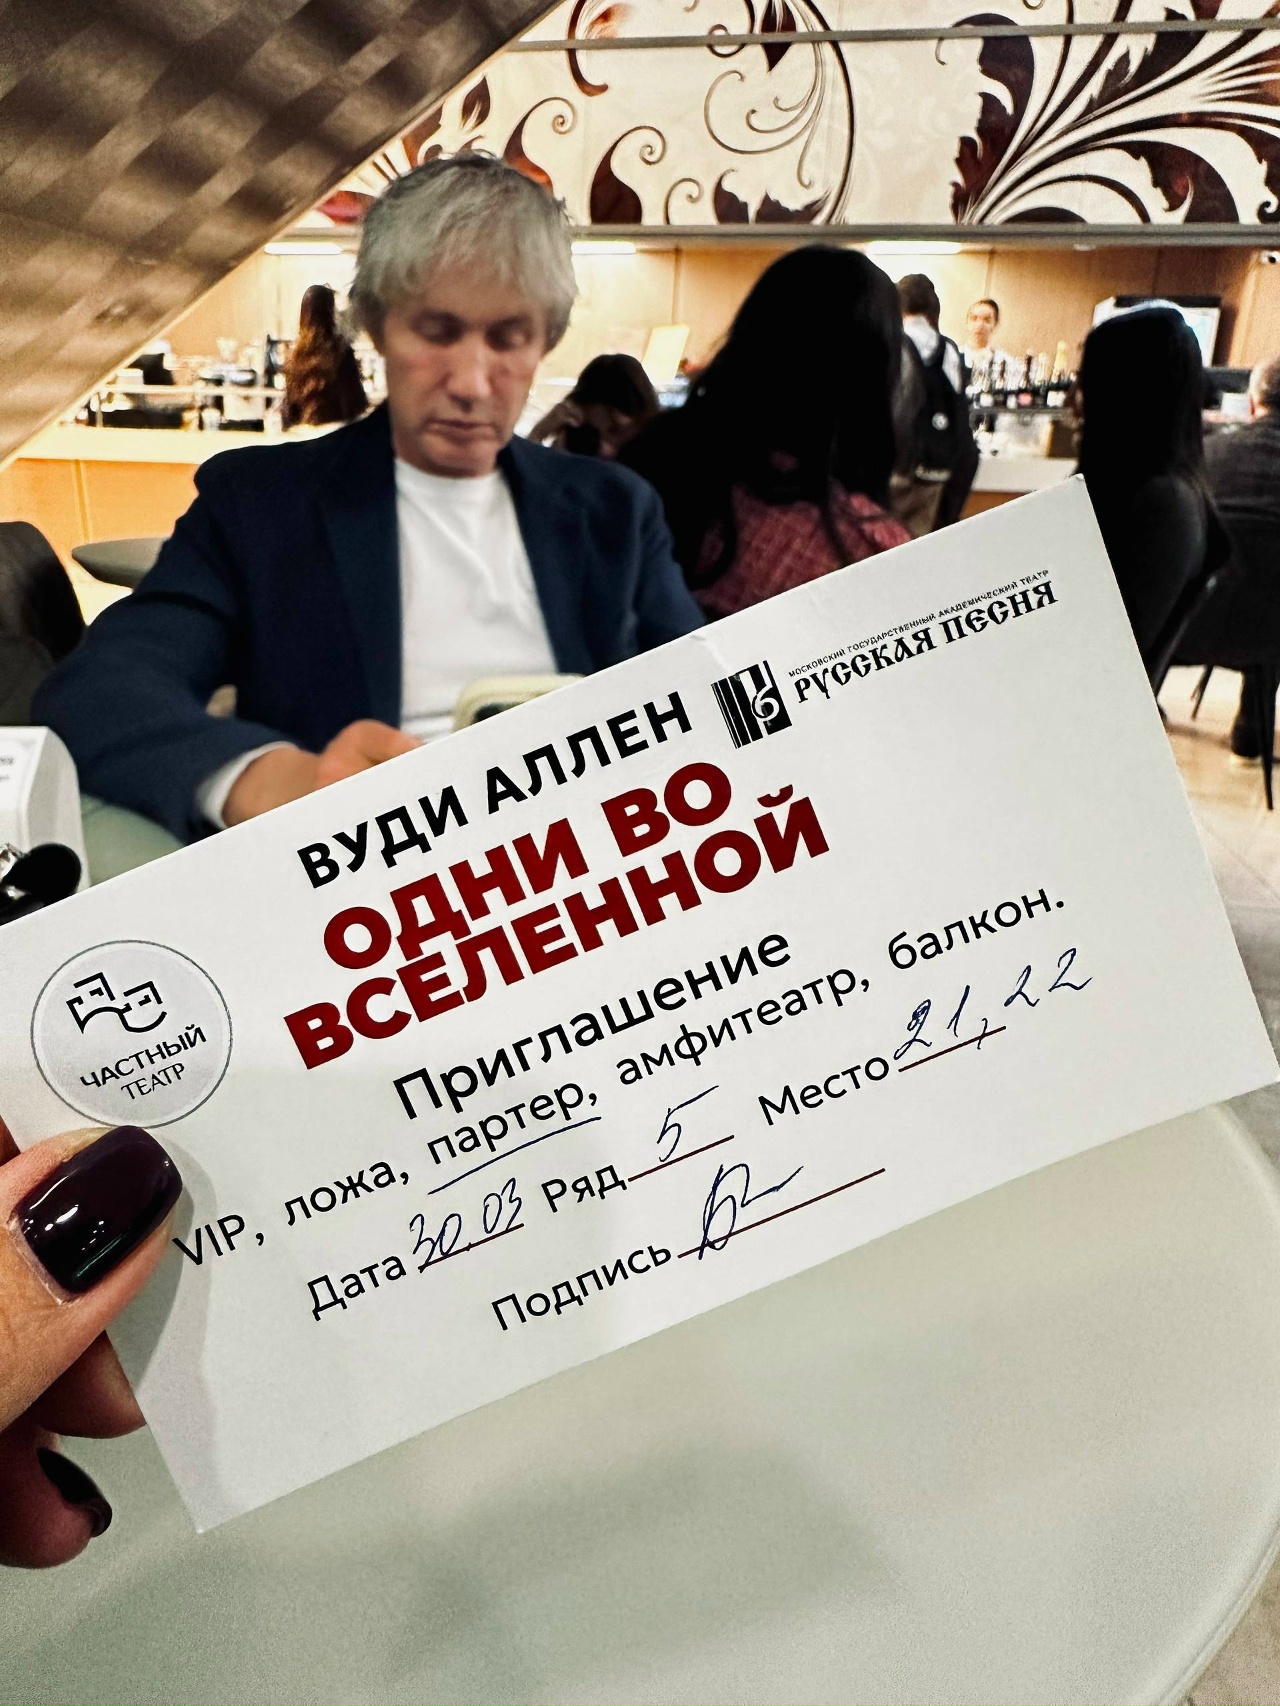 МОСКОВСКИЙ ГОСУДАРСТВЕННЫЙ АКАДЕМИЧЕСКИЙ ТЕАТР
РУССКАЯ ПЕСНЯ
ВУДИ АЛЛЕН
ОДНИ ВО
ВСЕЛЕННОЙ
ЧАСТНЫЙ
ТЕАТР
Приглашение
VIP, ложа, партер, амфитеатр, балкон.
Дата 30.03 Ряд 5 Место 21, 22
Подпись